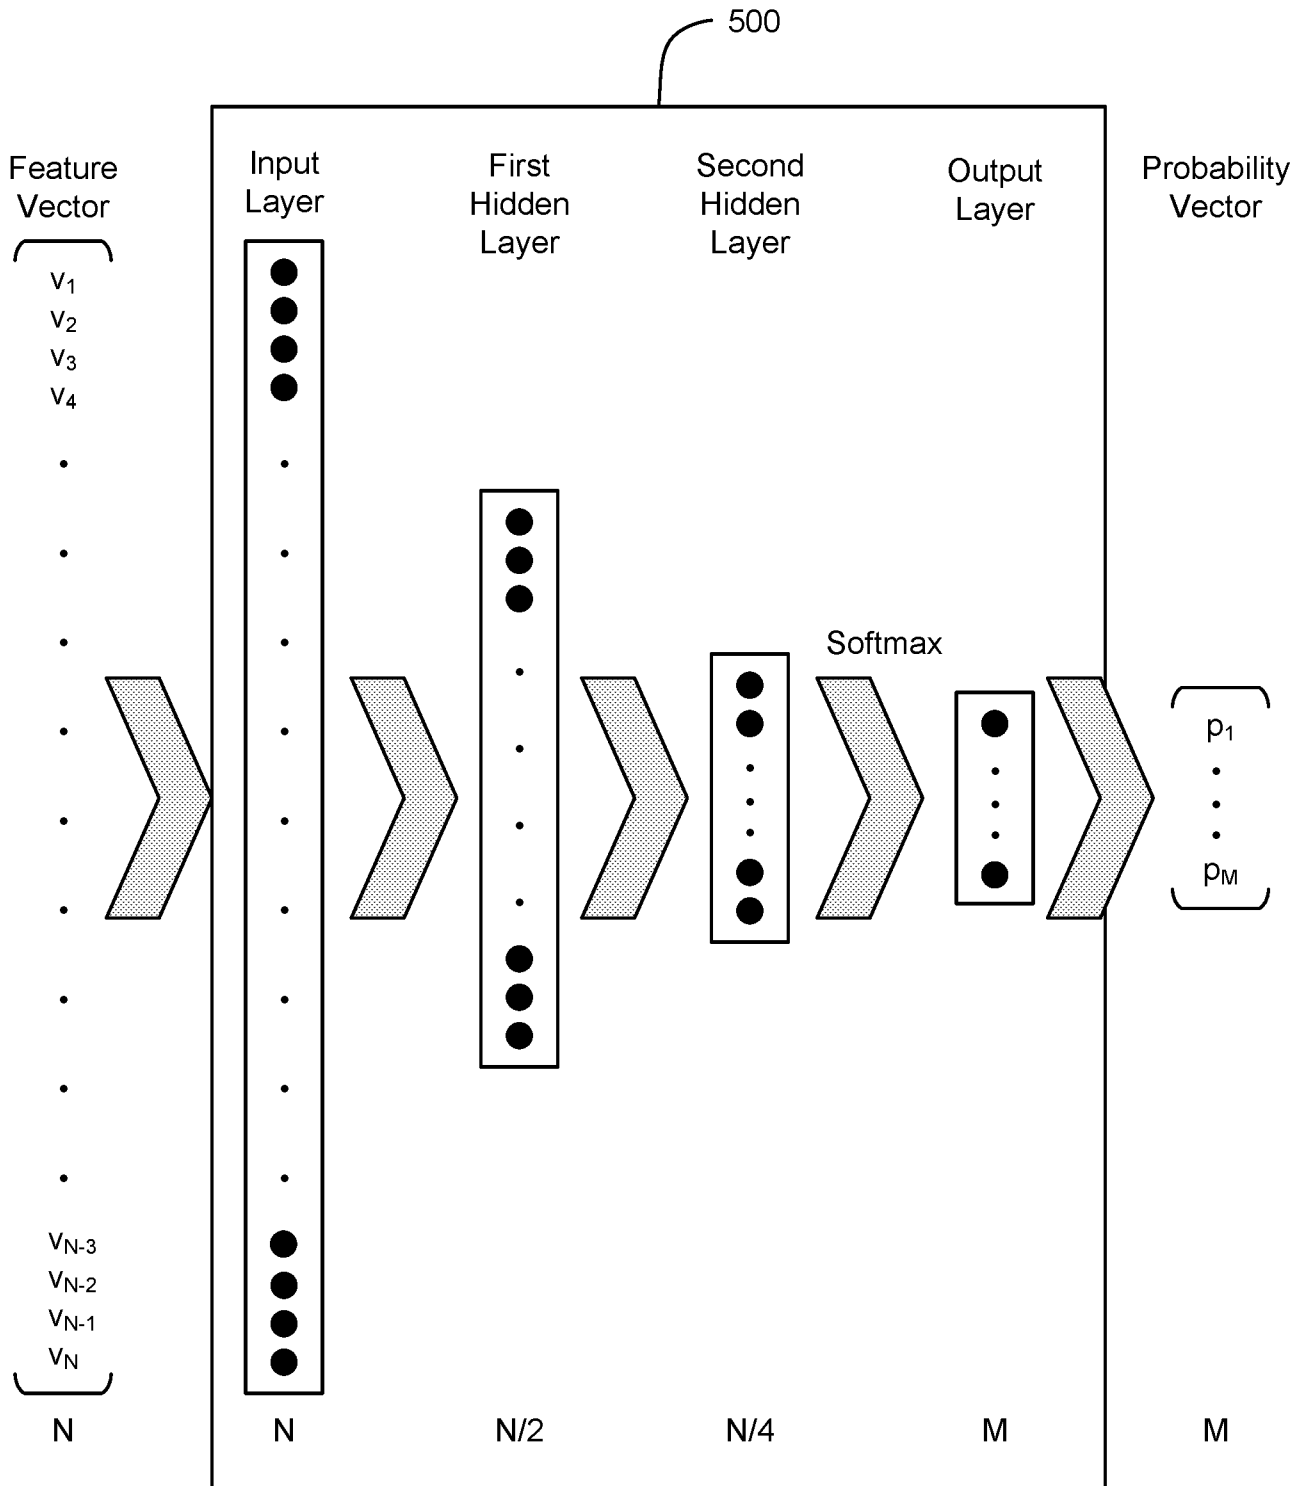 500
Feature
Vector
Input
Layer
First
Hidden
Layer
Second
Hidden
Layer
Output
Layer
Probability
Vector
v1
v2
v3
v4
Softmax
p1
pM
vN-3
vN-2
vN-1
vN
N
N
N/2
N/4
M
M